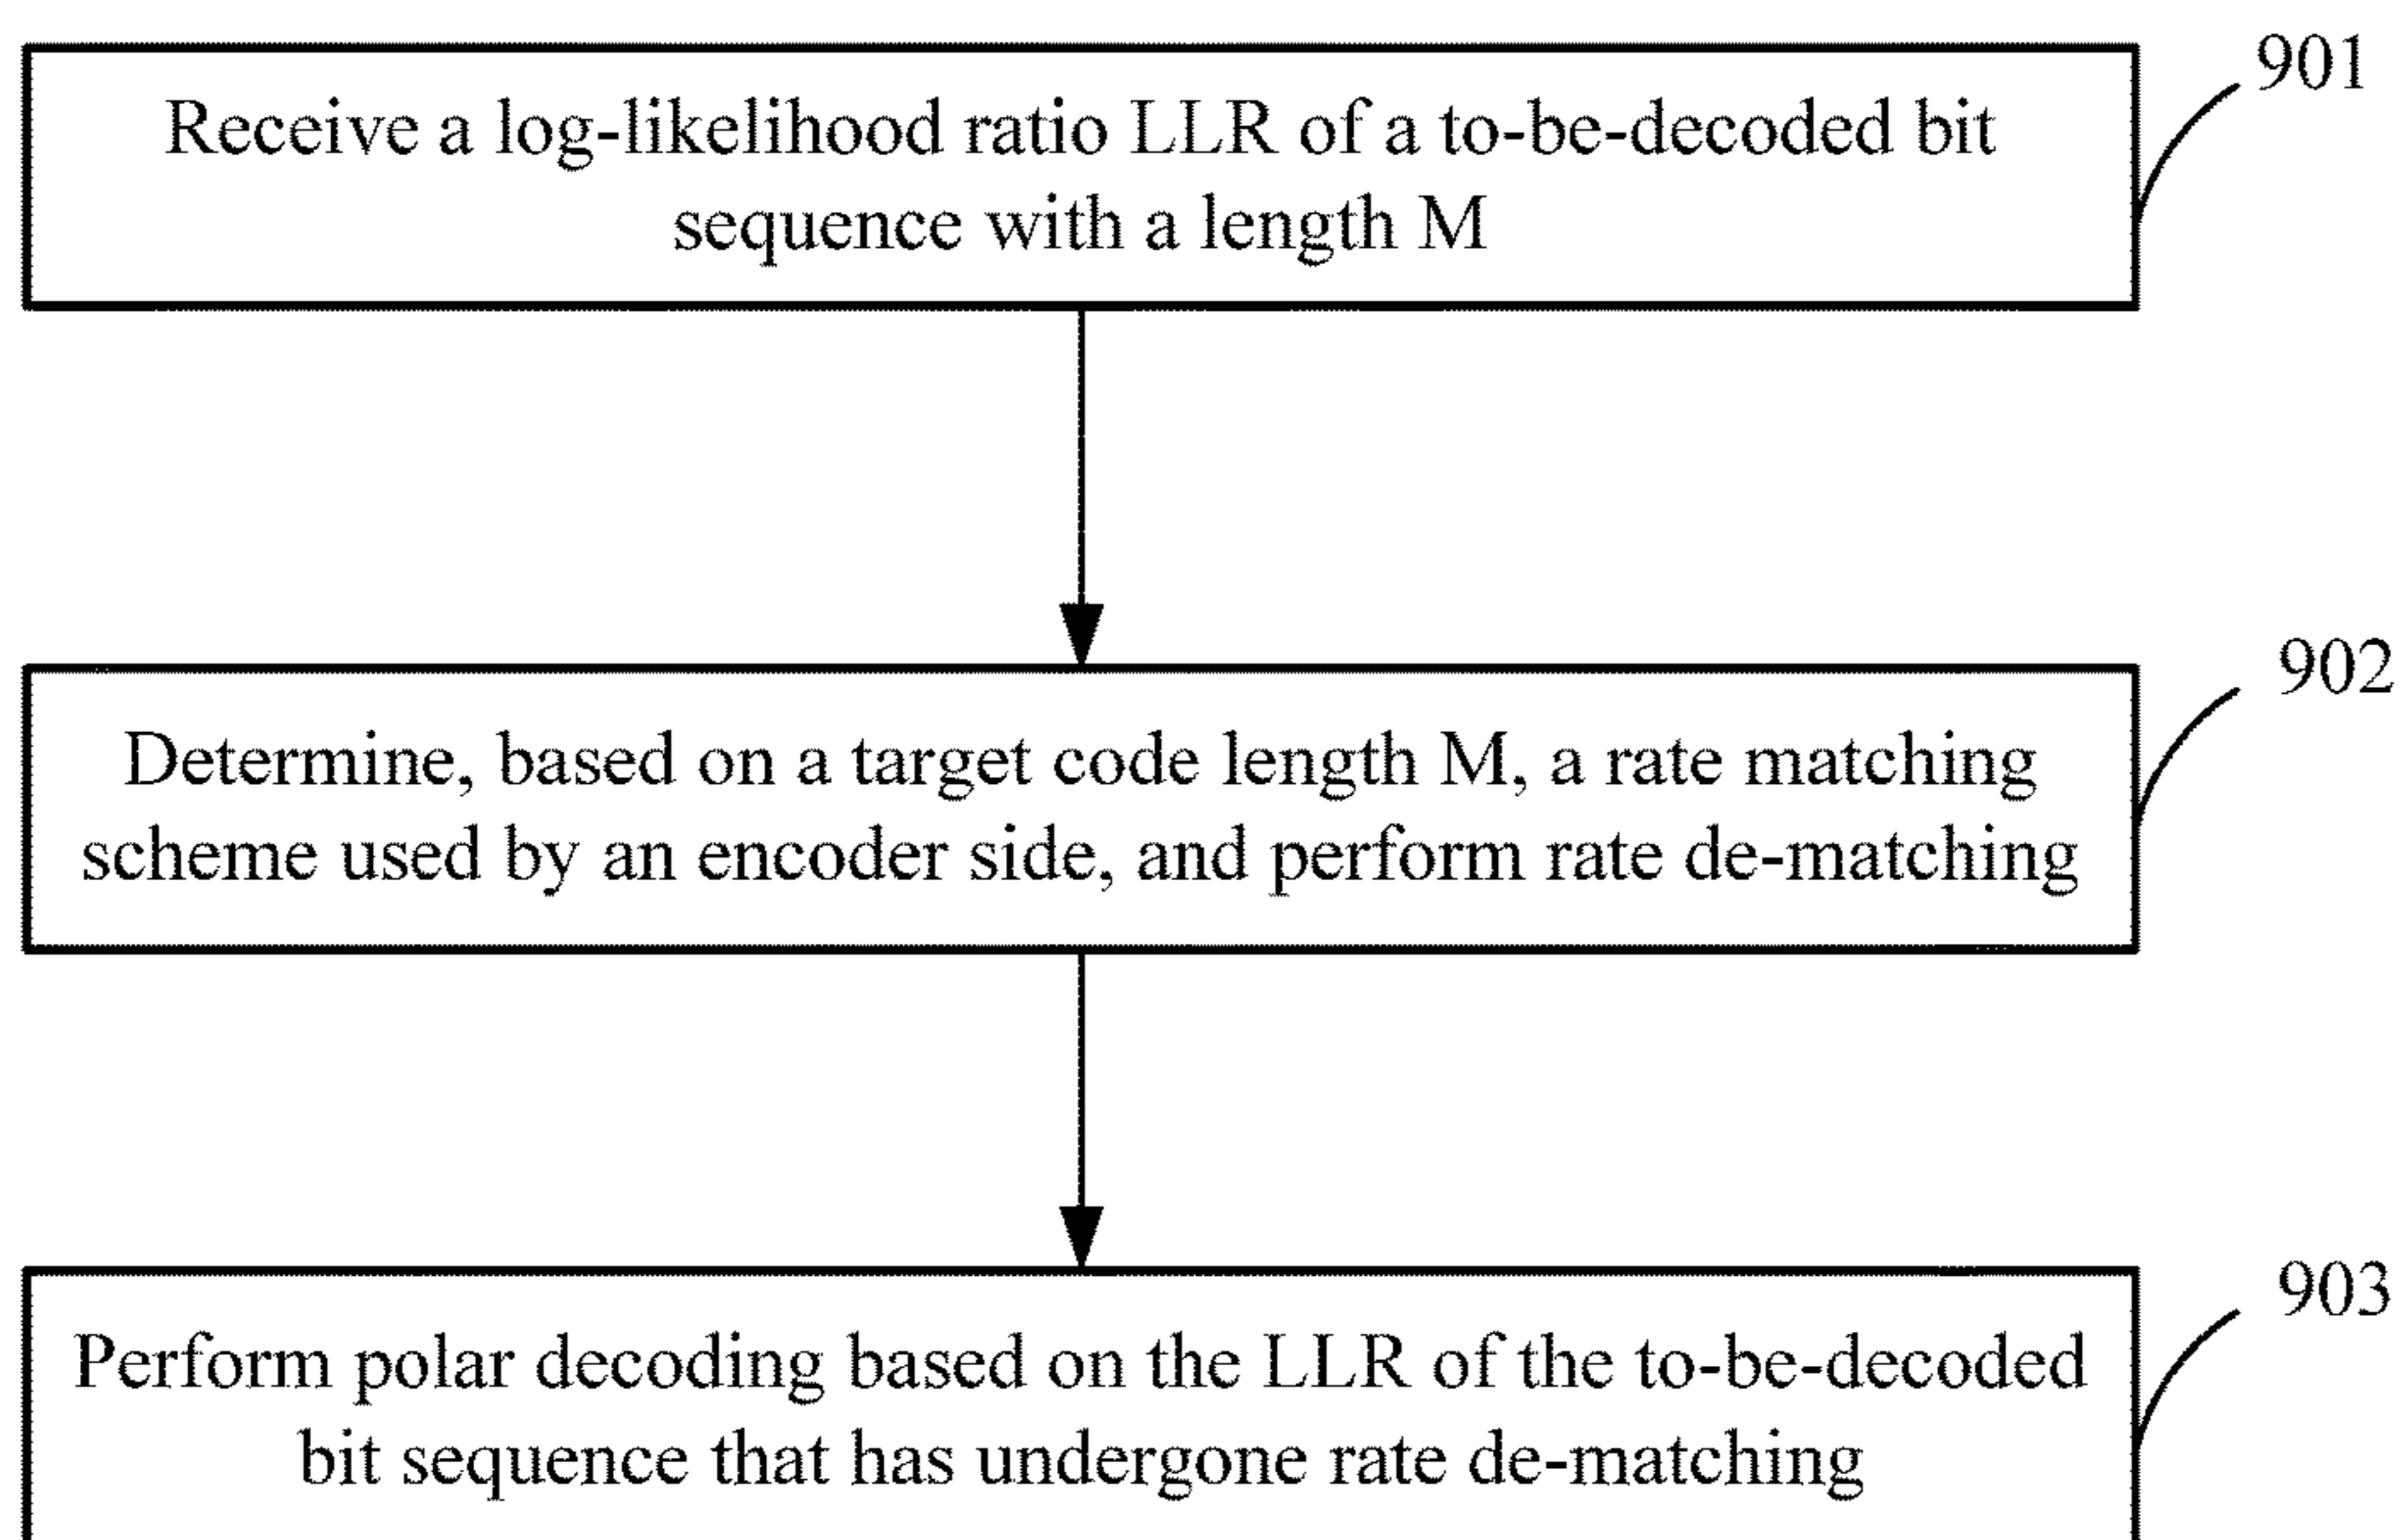 901
Receive a log-likelihood ratio LLR of a to-be-decoded bit
sequence with a length M
902
Determine, based on a target code length M, a rate matching
scheme used by an encoder side, and perform rate de-matching
903
Perform polar decoding based on the LLR of the to-be-decoded
bit sequence that has undergone rate de-matching